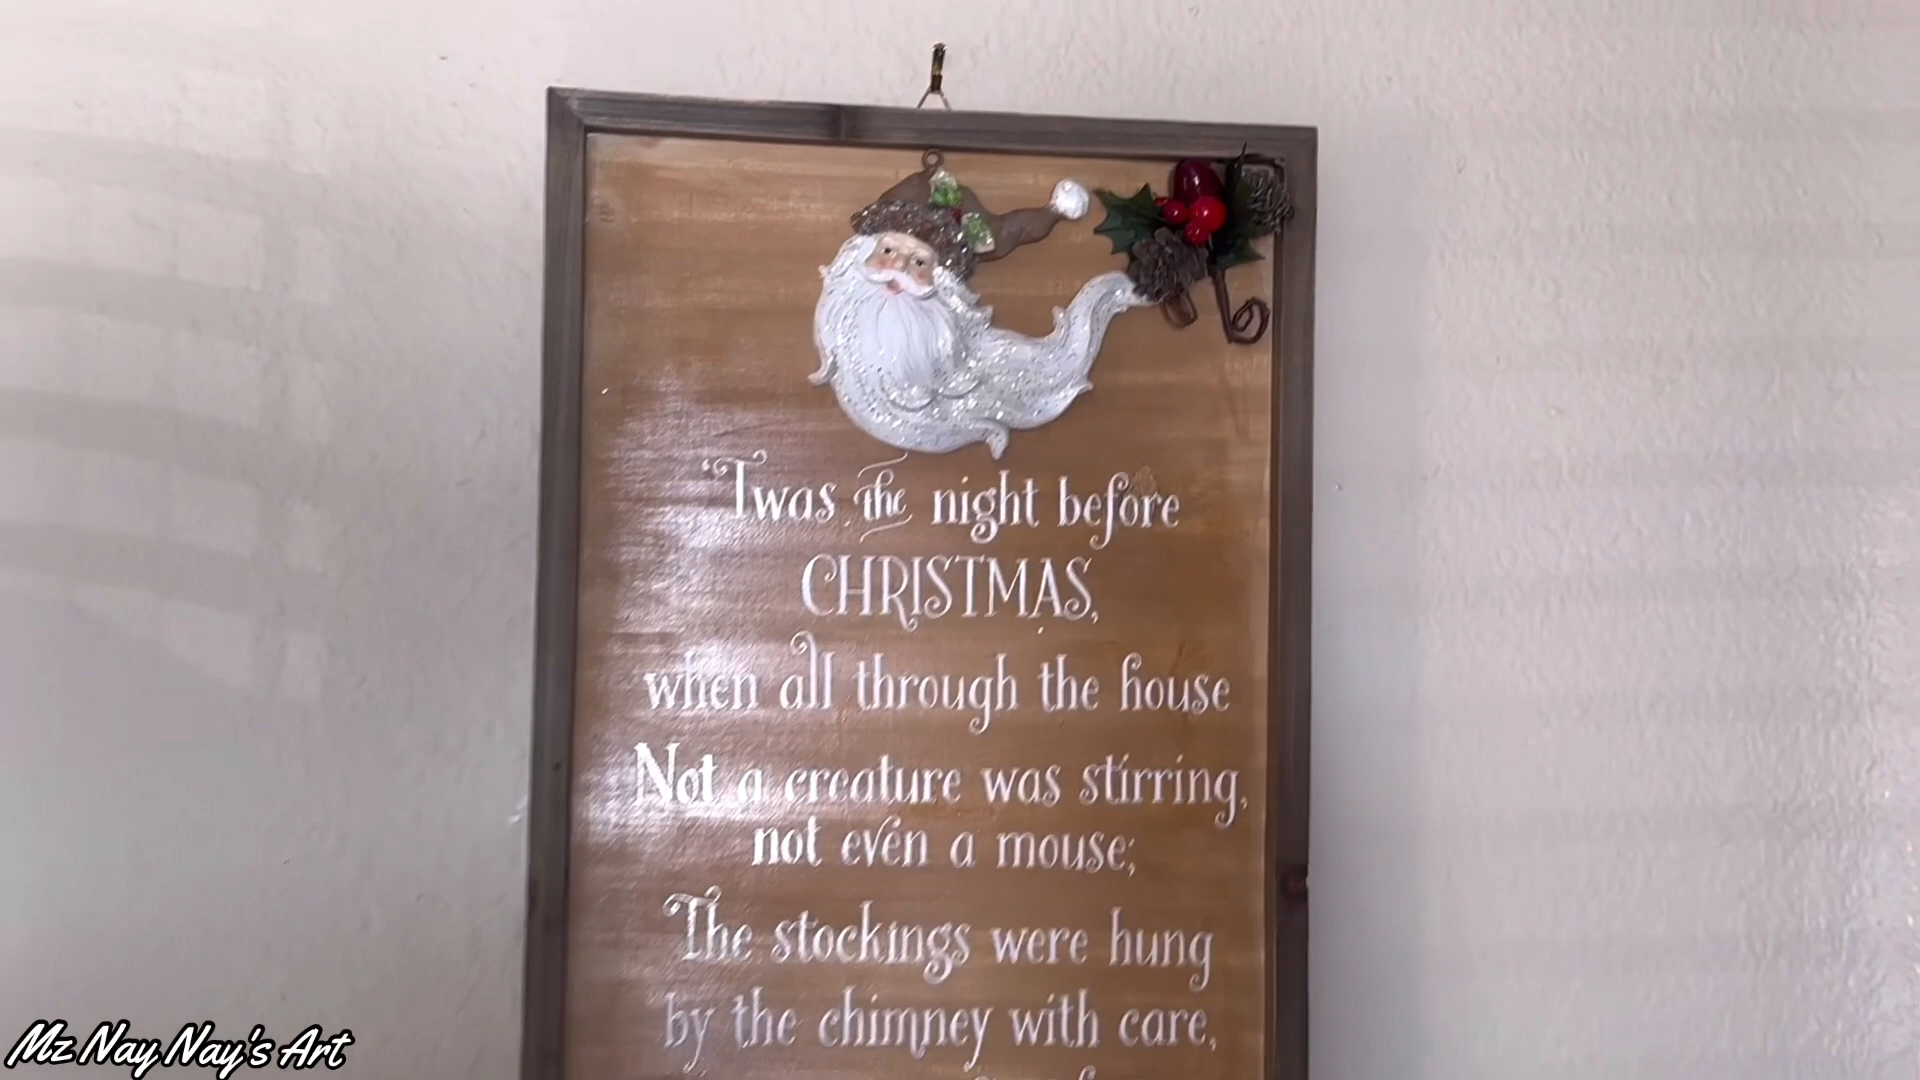 'Twas the night before
CHRISTMAS,
when all through the house
Not a creature was stirring,
not even a mouse;
The stockings were hung
by the chimney with care,
Mz Nay Nay's Art